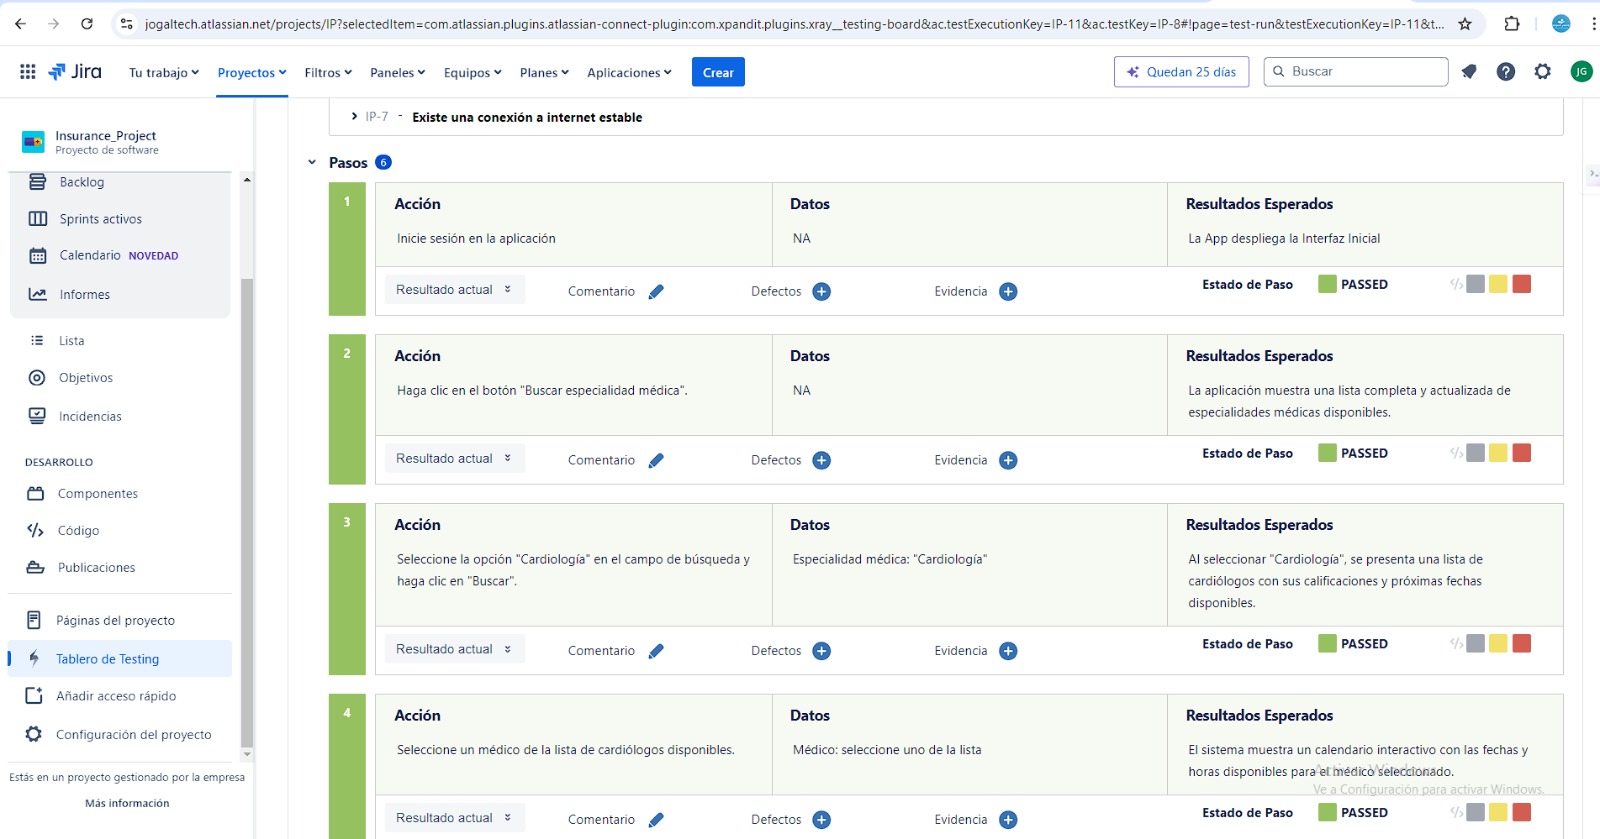 jogaltech.atlassian.net/projects/IP?selectedItem=com.atlassian.plugins.atlassian-connect-plugin:com.xpandit.plugins.xray__testing-board&ac.testExecutionKey=IP-11&ac.testKey=IP-8#!page=test-run&testExecutionKey=IP-11&t...
Jira
Tu trabajo
Proyectos
Filtros
Paneles
Equipos
Planes
Aplicaciones
Crear
Quedan 25 días
Buscar
JG
Insurance_Project
Proyecto de software
Backlog
Sprints activos
Calendario NOVEDAD
Informes
Lista
Objetivos
Incidencias
DESARROLLO
Componentes
Código
Publicaciones
Páginas del proyecto
Tablero de Testing
Añadir acceso rápido
Configuración del proyecto
Estás en un proyecto gestionado por la empresa
Más información
IP-7 - Existe una conexión a internet estable
Pasos 6
1
Acción
Inicie sesión en la aplicación
Datos
NA
Resultados Esperados
La App despliega la Interfaz Inicial
Resultado actual
Comentario
Defectos
Evidencia
Estado de Paso
PASSED
2
Acción
Haga clic en el botón "Buscar especialidad médica".
Datos
NA
Resultados Esperados
La aplicación muestra una lista completa y actualizada de
especialidades médicas disponibles.
Resultado actual
Comentario
Defectos
Evidencia
Estado de Paso
PASSED
3
Acción
Seleccione la opción "Cardiología" en el campo de búsqueda y
haga clic en "Buscar".
Datos
Especialidad médica: "Cardiología"
Resultados Esperados
Al seleccionar "Cardiología", se presenta una lista de
cardiólogos con sus calificaciones y próximas fechas
disponibles.
Resultado actual
Comentario
Defectos
Evidencia
Estado de Paso
PASSED
4
Acción
Seleccione un médico de la lista de cardiólogos disponibles.
Datos
Médico: seleccione uno de la lista
Resultados Esperados
El sistema muestra un calendario interactivo con las fechas y
horas disponibles para el médico seleccionado.
Resultado actual
Comentario
Defectos
Evidencia
Estado de Paso
PASSED
Activar Windows
Ve a Configuración para activar Windows.